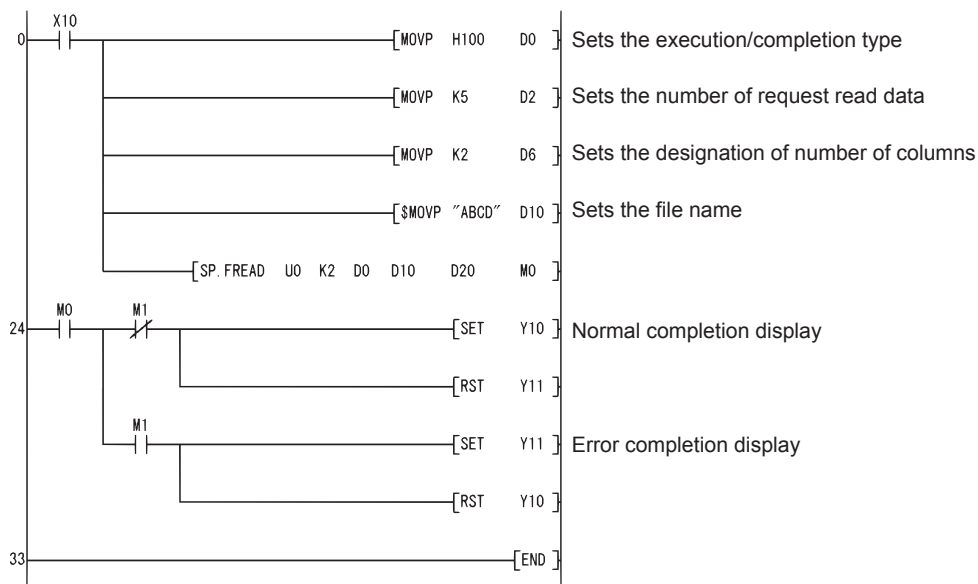 X10
0 MOVP H100 D0 Sets the execution/completion type
MOVP K5 D2 Sets the number of request read data
MOVP K2 D6 Sets the designation of number of columns
$MOVP "ABCD" D10 Sets the file name
SP.FREAD U0 K2 D0 D10 D20 M0
M0 M1
24 SET Y10 Normal completion display
RST Y11
M1
SET Y11 Error completion display
RST Y10
33 END